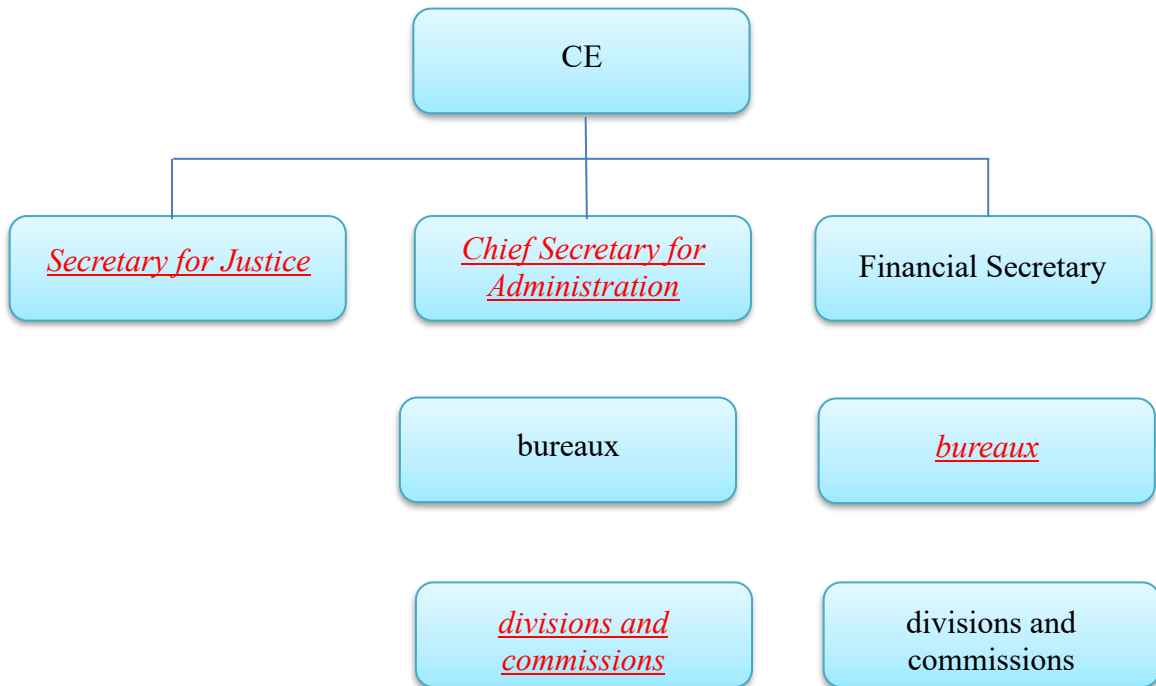 CE
Secretary for Justice
Chief Secretary for
Administration
Financial Secretary
bureaux
bureaux
divisions and
commissions
divisions and
commissions